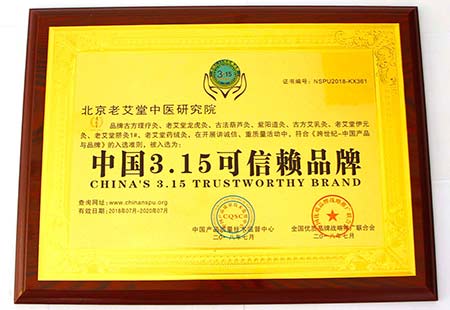 3·15
证书编号：NSPU2018-KX361
北京老艾堂中医研究院
品牌古方理疗灸、老艾堂龙虎灸、古法葫芦灸、紫阳道灸、古方艾乳灸、老艾堂伊元
灸、老艾堂脐灸1#、老艾堂药绒灸，在开展讲诚信、重质量活动中，符合《跨世纪-中国产品
与品牌》的入选准则，被入选为：
中国3.15可信赖品牌
CHINA'S 3.15 TRUSTWORTHY BRAND
查询网址：www.chinanspu.org
有效日期：2018年07月-2020年07月
CQSC
中国产品质量技术监督中心
二〇一八年七月
全国优质品牌战略推广联合会
二〇一八年七月